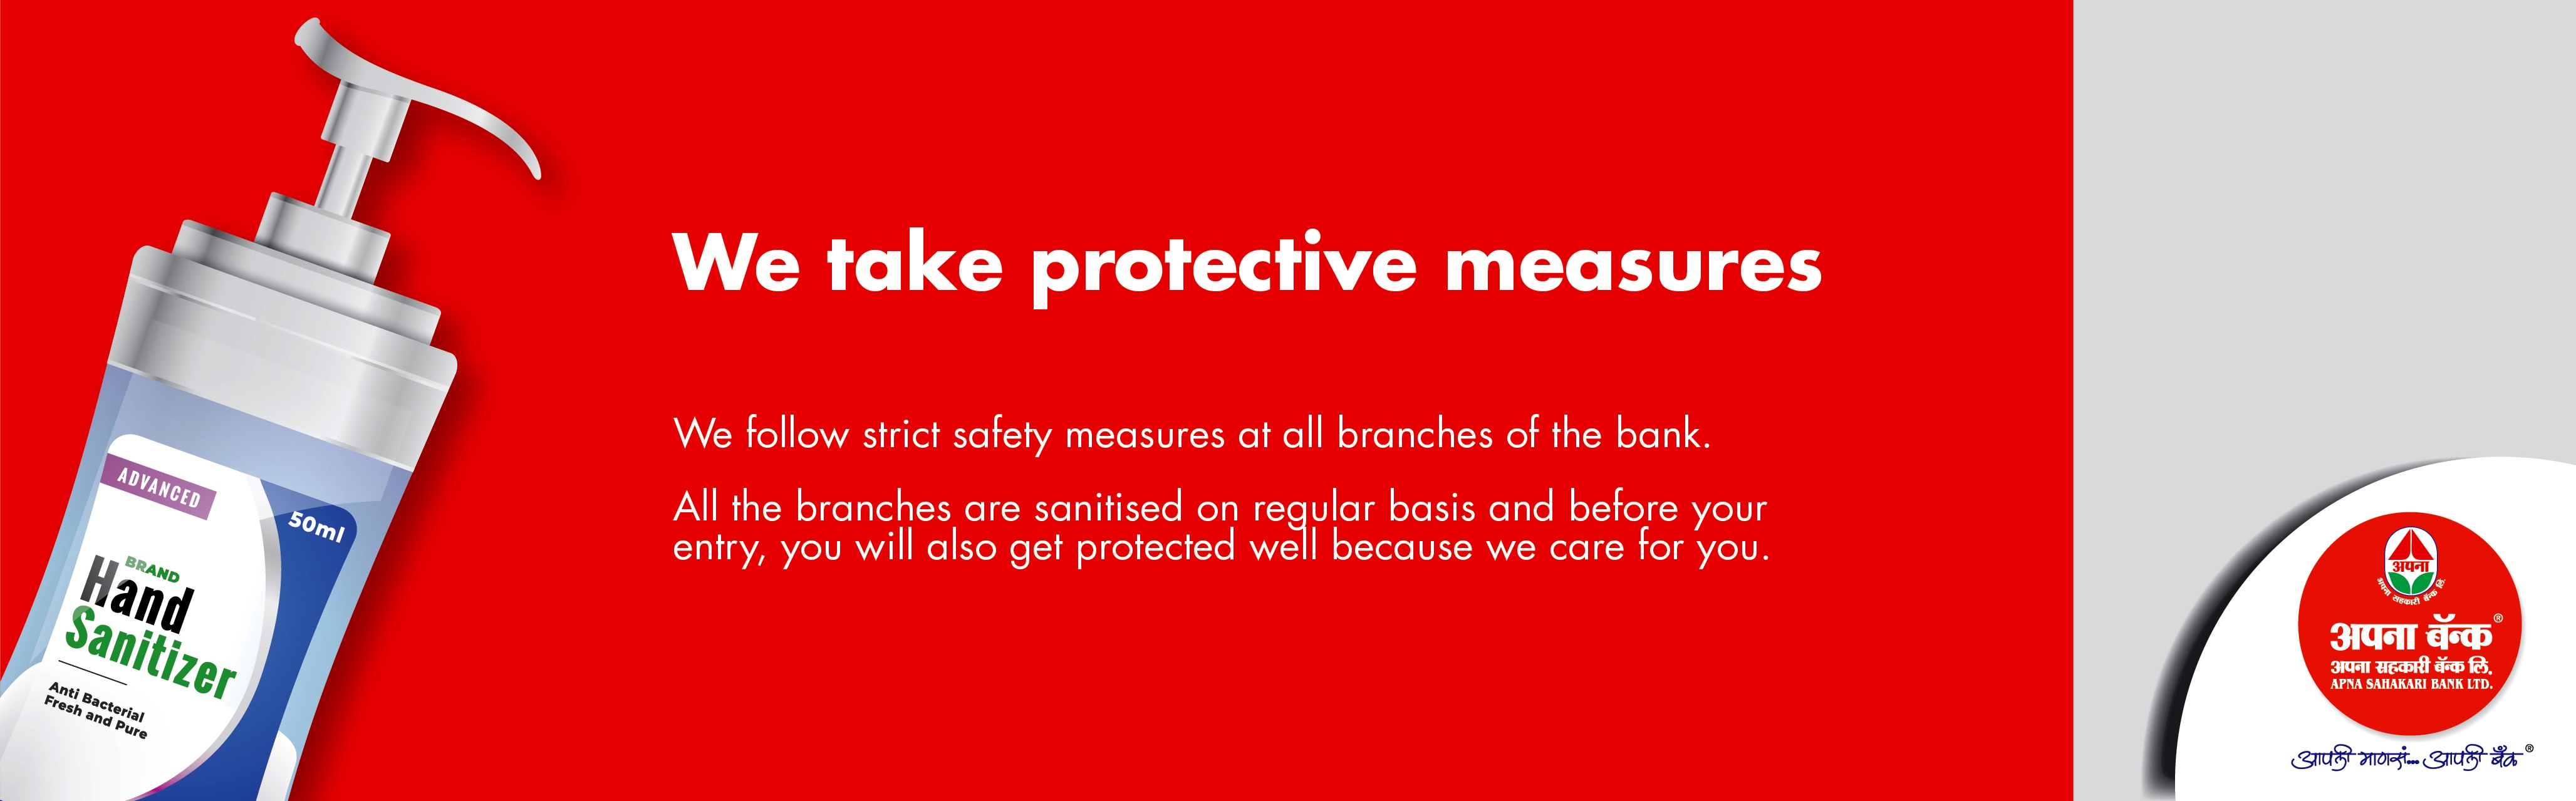 We take protective measures
We follow strict safety measures at all branches of the bank.
All the branches are sanitised on regular basis and before your
entry, you will also get protected well because we care for you.
ADVANCED
50ml
BRAND
Hand
Sanitizer
Anti Bacterial
Fresh and Pure
अपना
अपना सहकारी बॅन्क लि.
अपना बॅन्क®
अपना सहकारी बॅन्क लि.
APNA SAHAKARI BANK LTD.
आपली माणसं... आपली बँक®